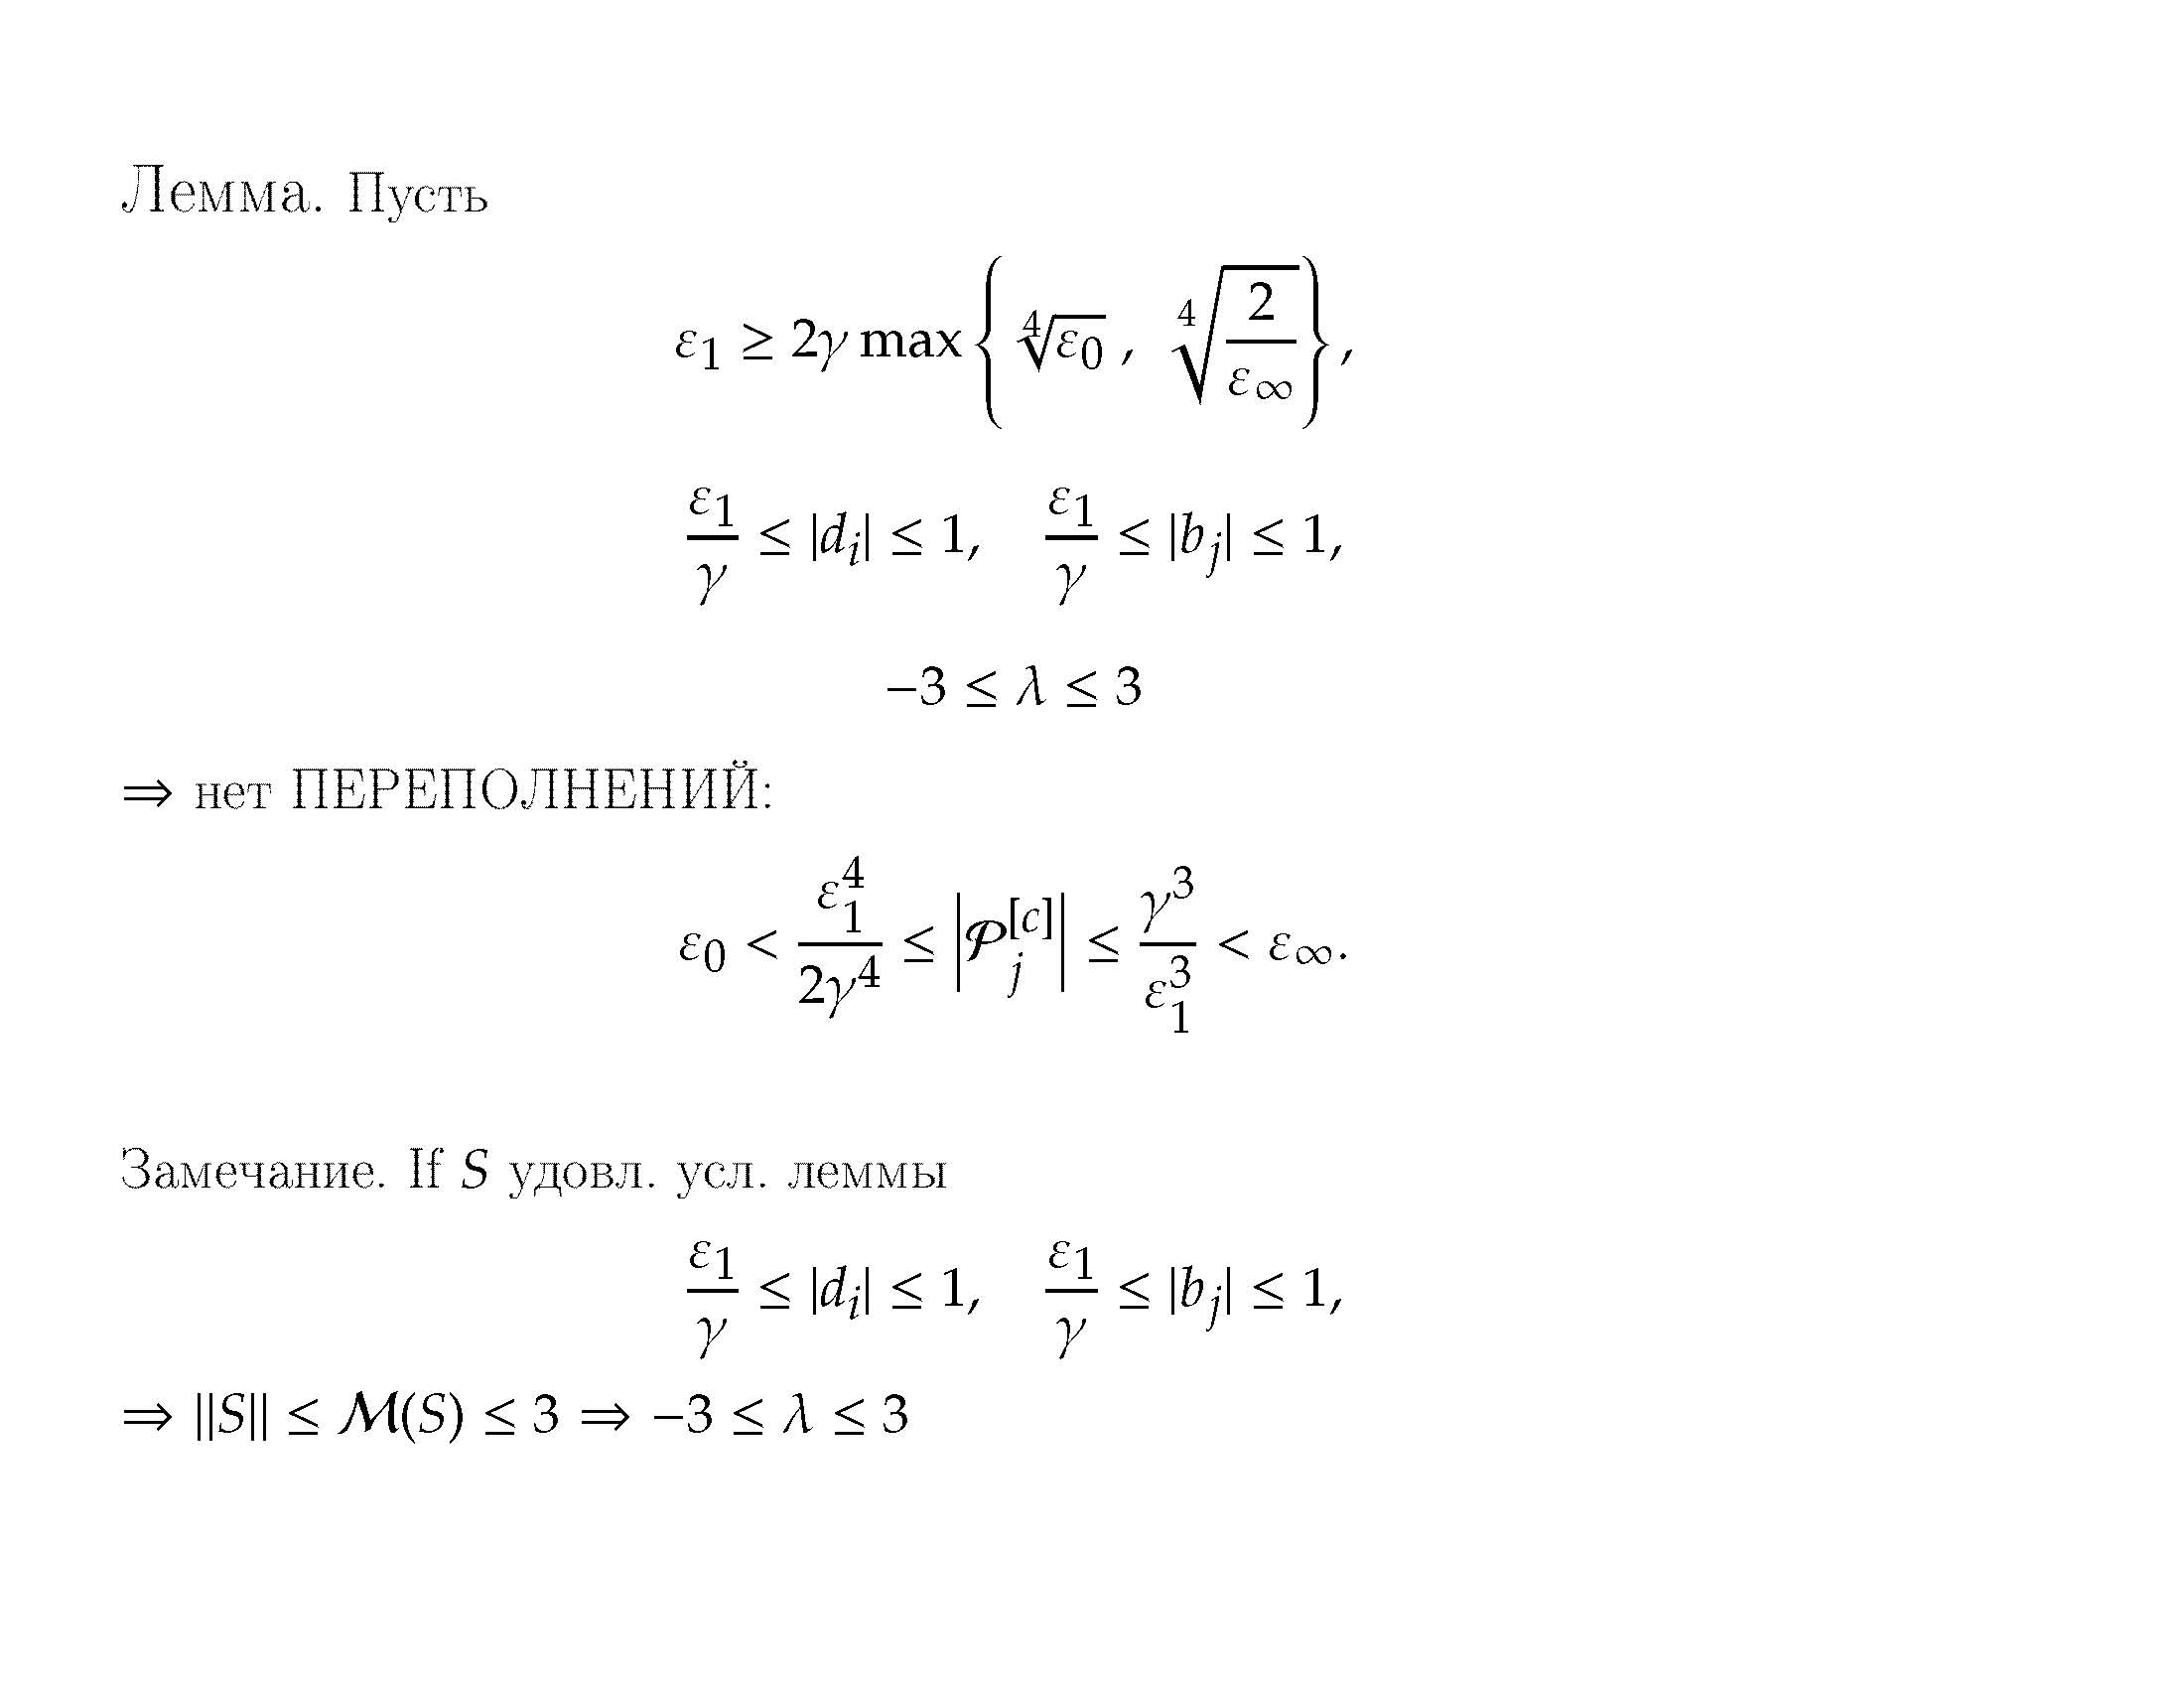 Лемма. Пусть
ε₁ ≥ 2γ max { ⁴√ε₀ , ⁴√(2/ε∞) },
ε₁/γ ≤ |dᵢ| ≤ 1, ε₁/γ ≤ |bⱼ| ≤ 1,
−3 ≤ λ ≤ 3
⇒ нет ПЕРЕПОЛНЕНИЙ:
ε₀ < ε₁⁴/2γ⁴ ≤ |𝒫ⱼ^[c]| ≤ γ³/ε₁³ < ε∞.
Замечание. If S удовл. усл. леммы
ε₁/γ ≤ |dᵢ| ≤ 1, ε₁/γ ≤ |bⱼ| ≤ 1,
⇒ ||S|| ≤ ℳ(S) ≤ 3 ⇒ −3 ≤ λ ≤ 3